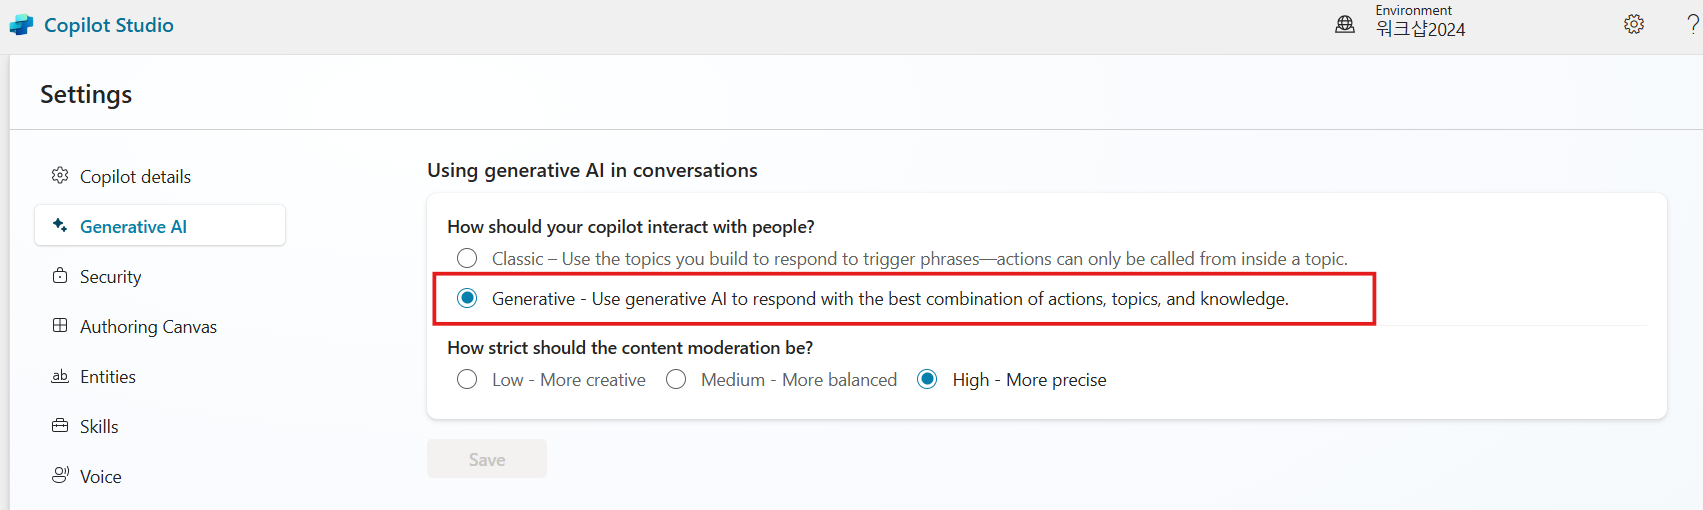 Copilot Studio
Environment
워크샵2024
?
Settings
Copilot details
Generative AI
Security
Authoring Canvas
ab Entities
Skills
Voice
Using generative AI in conversations
How should your copilot interact with people?
Classic – Use the topics you build to respond to trigger phrases—actions can only be called from inside a topic.
Generative - Use generative AI to respond with the best combination of actions, topics, and knowledge.
How strict should the content moderation be?
Low - More creative
Medium - More balanced
High - More precise
Save